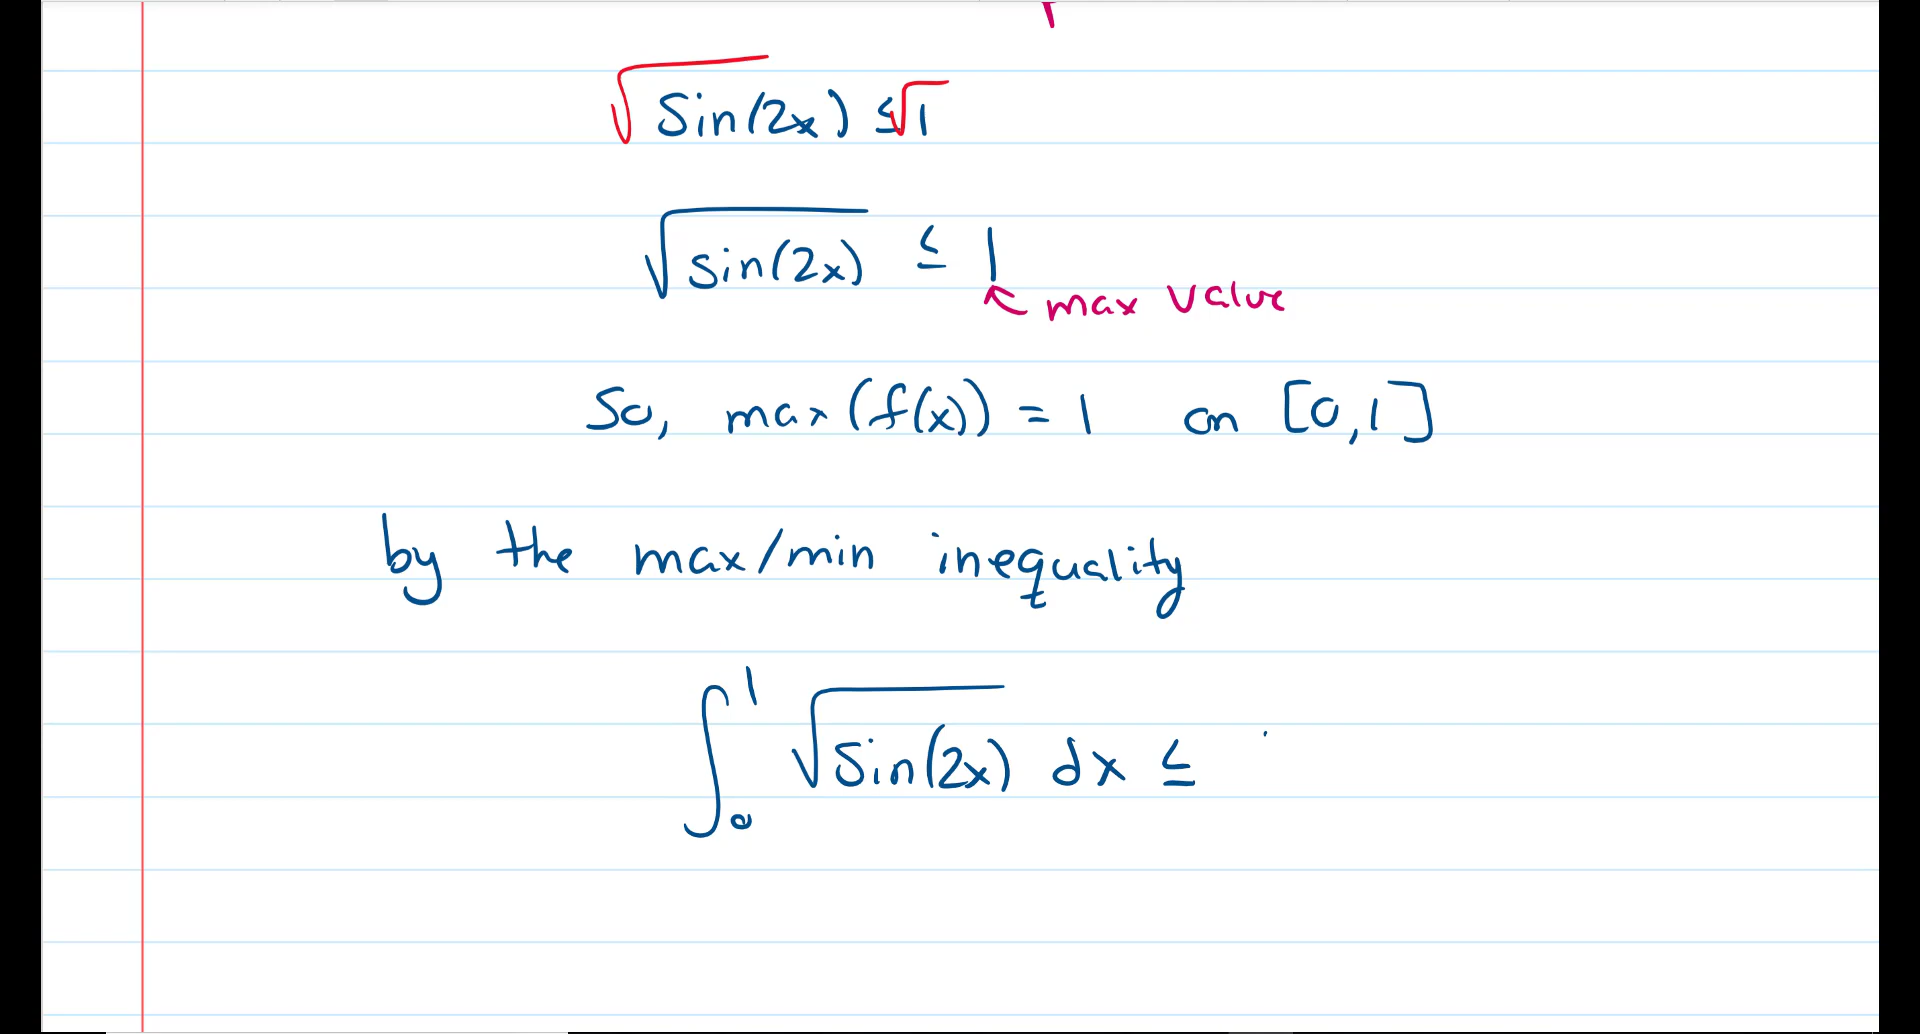 √sin(2x) ≤ √1
√sin(2x) ≤ 1
↖ max value
So, max(f(x)) = 1 on [0,1]
by the max/min inequality
∫₀¹ √sin(2x) dx ≤